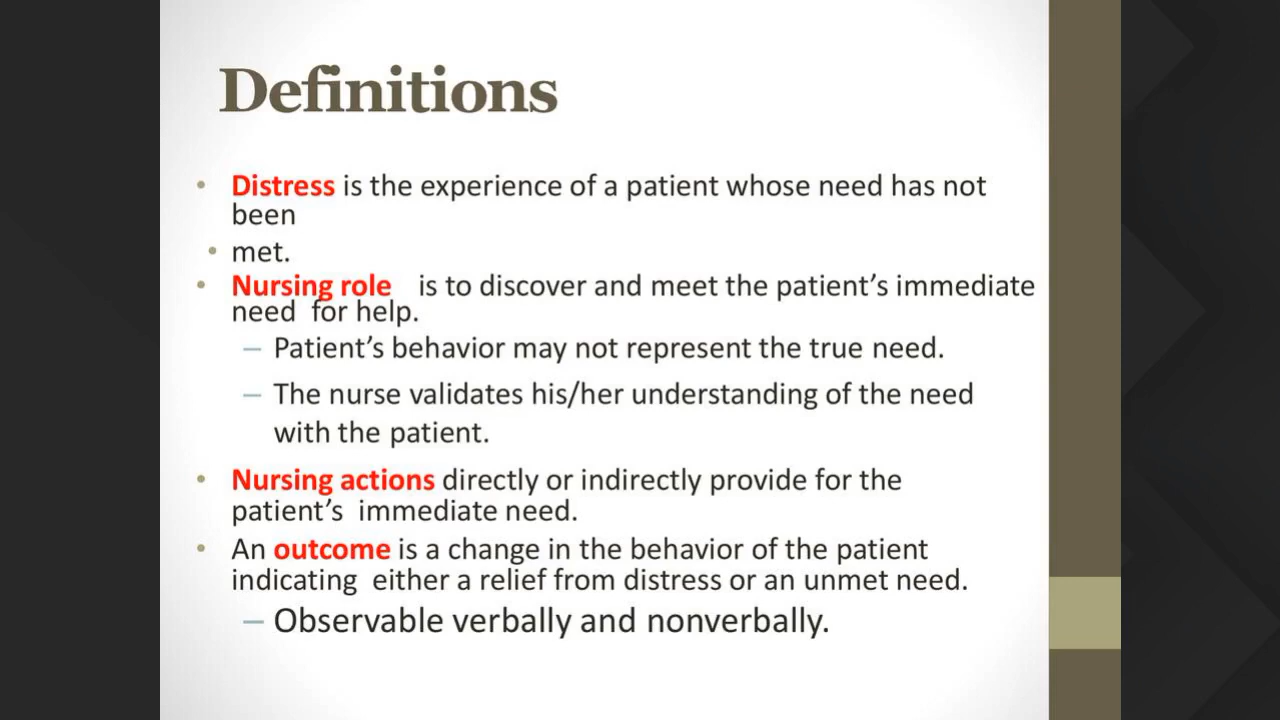 Definitions
• Distress is the experience of a patient whose need has not
been
• met.
• Nursing role is to discover and meet the patient’s immediate
need for help.
– Patient’s behavior may not represent the true need.
– The nurse validates his/her understanding of the need
with the patient.
• Nursing actions directly or indirectly provide for the
patient’s immediate need.
• An outcome is a change in the behavior of the patient
indicating either a relief from distress or an unmet need.
– Observable verbally and nonverbally.